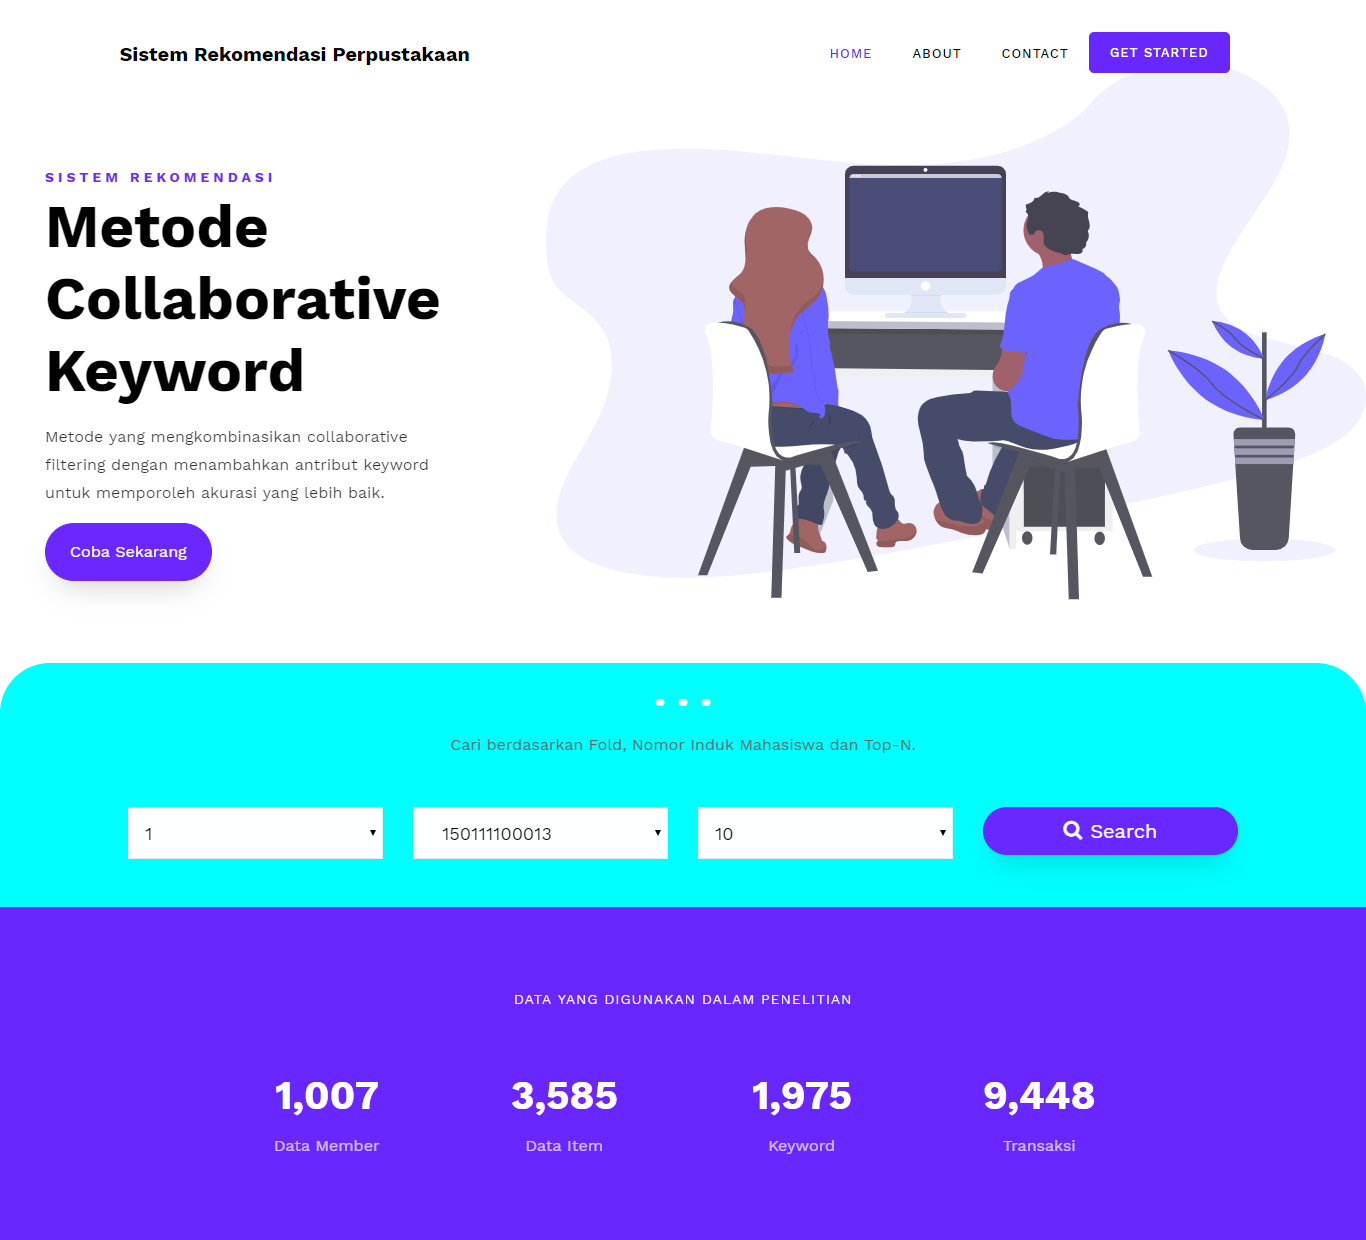 Sistem Rekomendasi Perpustakaan
HOME
ABOUT
CONTACT
GET STARTED
SISTEM REKOMENDASI
Metode
Collaborative
Keyword
Metode yang mengkombinasikan collaborative
filtering dengan menambahkan antribut keyword
untuk memporoleh akurasi yang lebih baik.
Coba Sekarang
Cari berdasarkan Fold, Nomor Induk Mahasiswa dan Top-N.
1
150111100013
10
Search
DATA YANG DIGUNAKAN DALAM PENELITIAN
1,007
Data Member
3,585
Data Item
1,975
Keyword
9,448
Transaksi